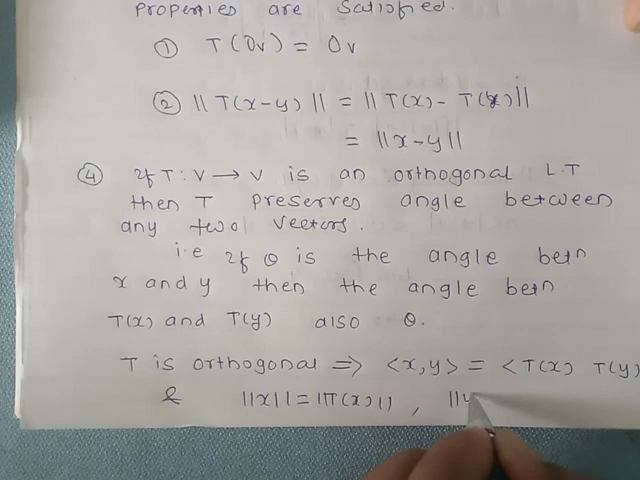 properties are satisfied.
① T(0v) = 0v
② ||T(x-y)|| = ||T(x) - T(y)||
= ||x-y||
④ If T: V → V is an orthogonal L.T
then T preserves angle between
any two vectors.
i.e If θ is the angle betn
x and y then the angle betn
T(x) and T(y) also θ.
T is orthogonal ⇒ <x,y> = <T(x) T(y)
& ||x|| = ||T(x)|| , ||y